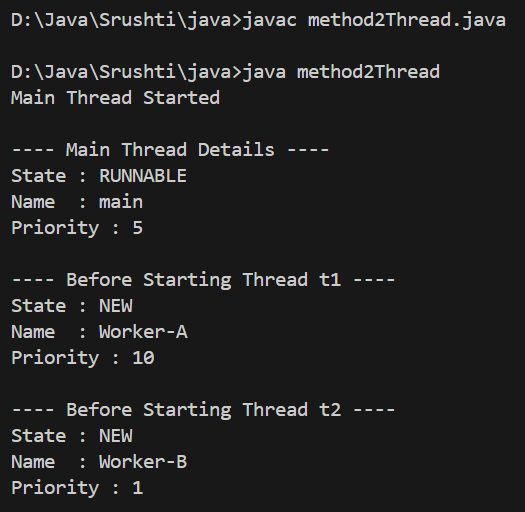 D:\Java\Srushti\java>javac method2Thread.java
D:\Java\Srushti\java>java method2Thread
Main Thread Started
---- Main Thread Details ----
State : RUNNABLE
Name  : main
Priority : 5
---- Before Starting Thread t1 ----
State : NEW
Name  : Worker-A
Priority : 10
---- Before Starting Thread t2 ----
State : NEW
Name  : Worker-B
Priority : 1